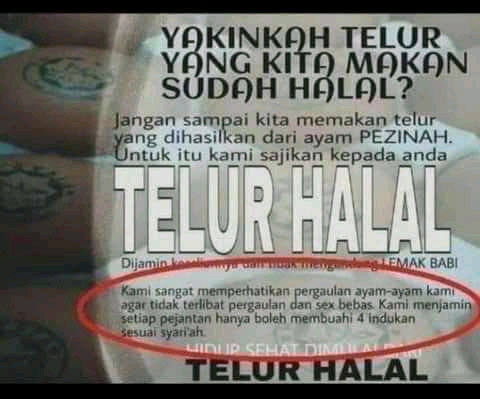 YAKINKAH TELUR
YANG KITA MAKAN
SUDAH HALAL?
Jangan sampai kita memakan telur
yang dihasilkan dari ayam PEZINAH.
Untuk itu kami sajikan kepada anda
TELUR HALAL
Dijamin kesuciannya dan tidak mengandung LEMAK BABI
Kami sangat memperhatikan pergaulan ayam-ayam kami
agar tidak terlibat pergaulan dan sex bebas. Kami menjamin
setiap pejantan hanya boleh membuahi 4 indukan
sesuai syari'ah.
HIDUP SEHAT DIMULAI DARI
TELUR HALAL